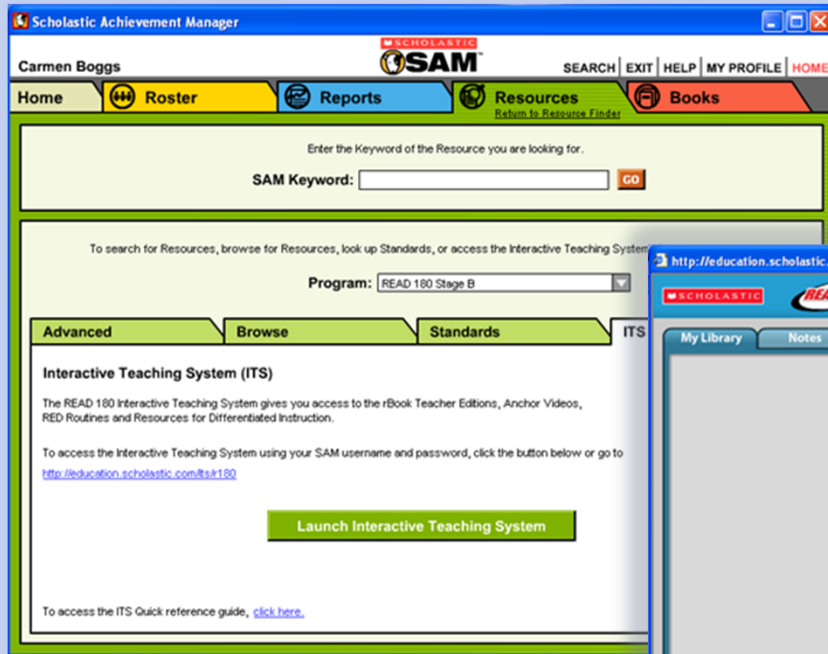 Scholastic Achievement Manager
Carmen Boggs
SCHOLASTIC
SAM™
SEARCH EXIT HELP MY PROFILE HOME
Home Roster Reports Resources Books
Return to Resource Finder
Enter the Keyword of the Resource you are looking for.
SAM Keyword: GO
To search for Resources, browse for Resources, look up Standards, or access the Interactive Teaching System
Program: READ 180 Stage B
Advanced Browse Standards ITS
Interactive Teaching System (ITS)
The READ 180 Interactive Teaching System gives you access to the rBook Teacher Editions, Anchor Videos,
RED Routines and Resources for Differentiated Instruction.
To access the Interactive Teaching System using your SAM username and password, click the button below or go to
http://education.scholastic.com/its/r180
Launch Interactive Teaching System
To access the ITS Quick reference guide, click here.
http://education.scholastic.
SCHOLASTIC
My Library Notes